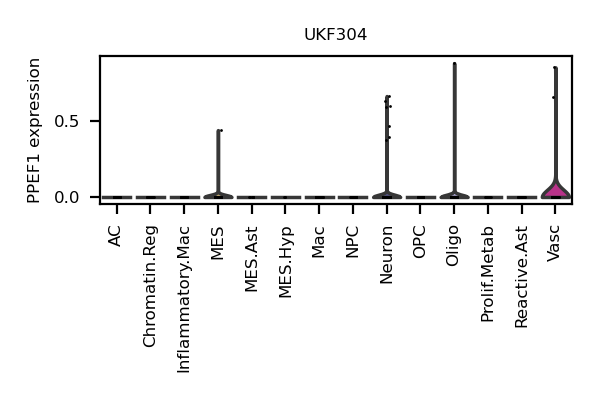 UKF304
PPEF1 expression
0.5
0.0
AC
Chromatin.Reg
Inflammatory.Mac
MES
MES.Ast
MES.Hyp
Mac
NPC
Neuron
OPC
Oligo
Prolif.Metab
Reactive.Ast
Vasc